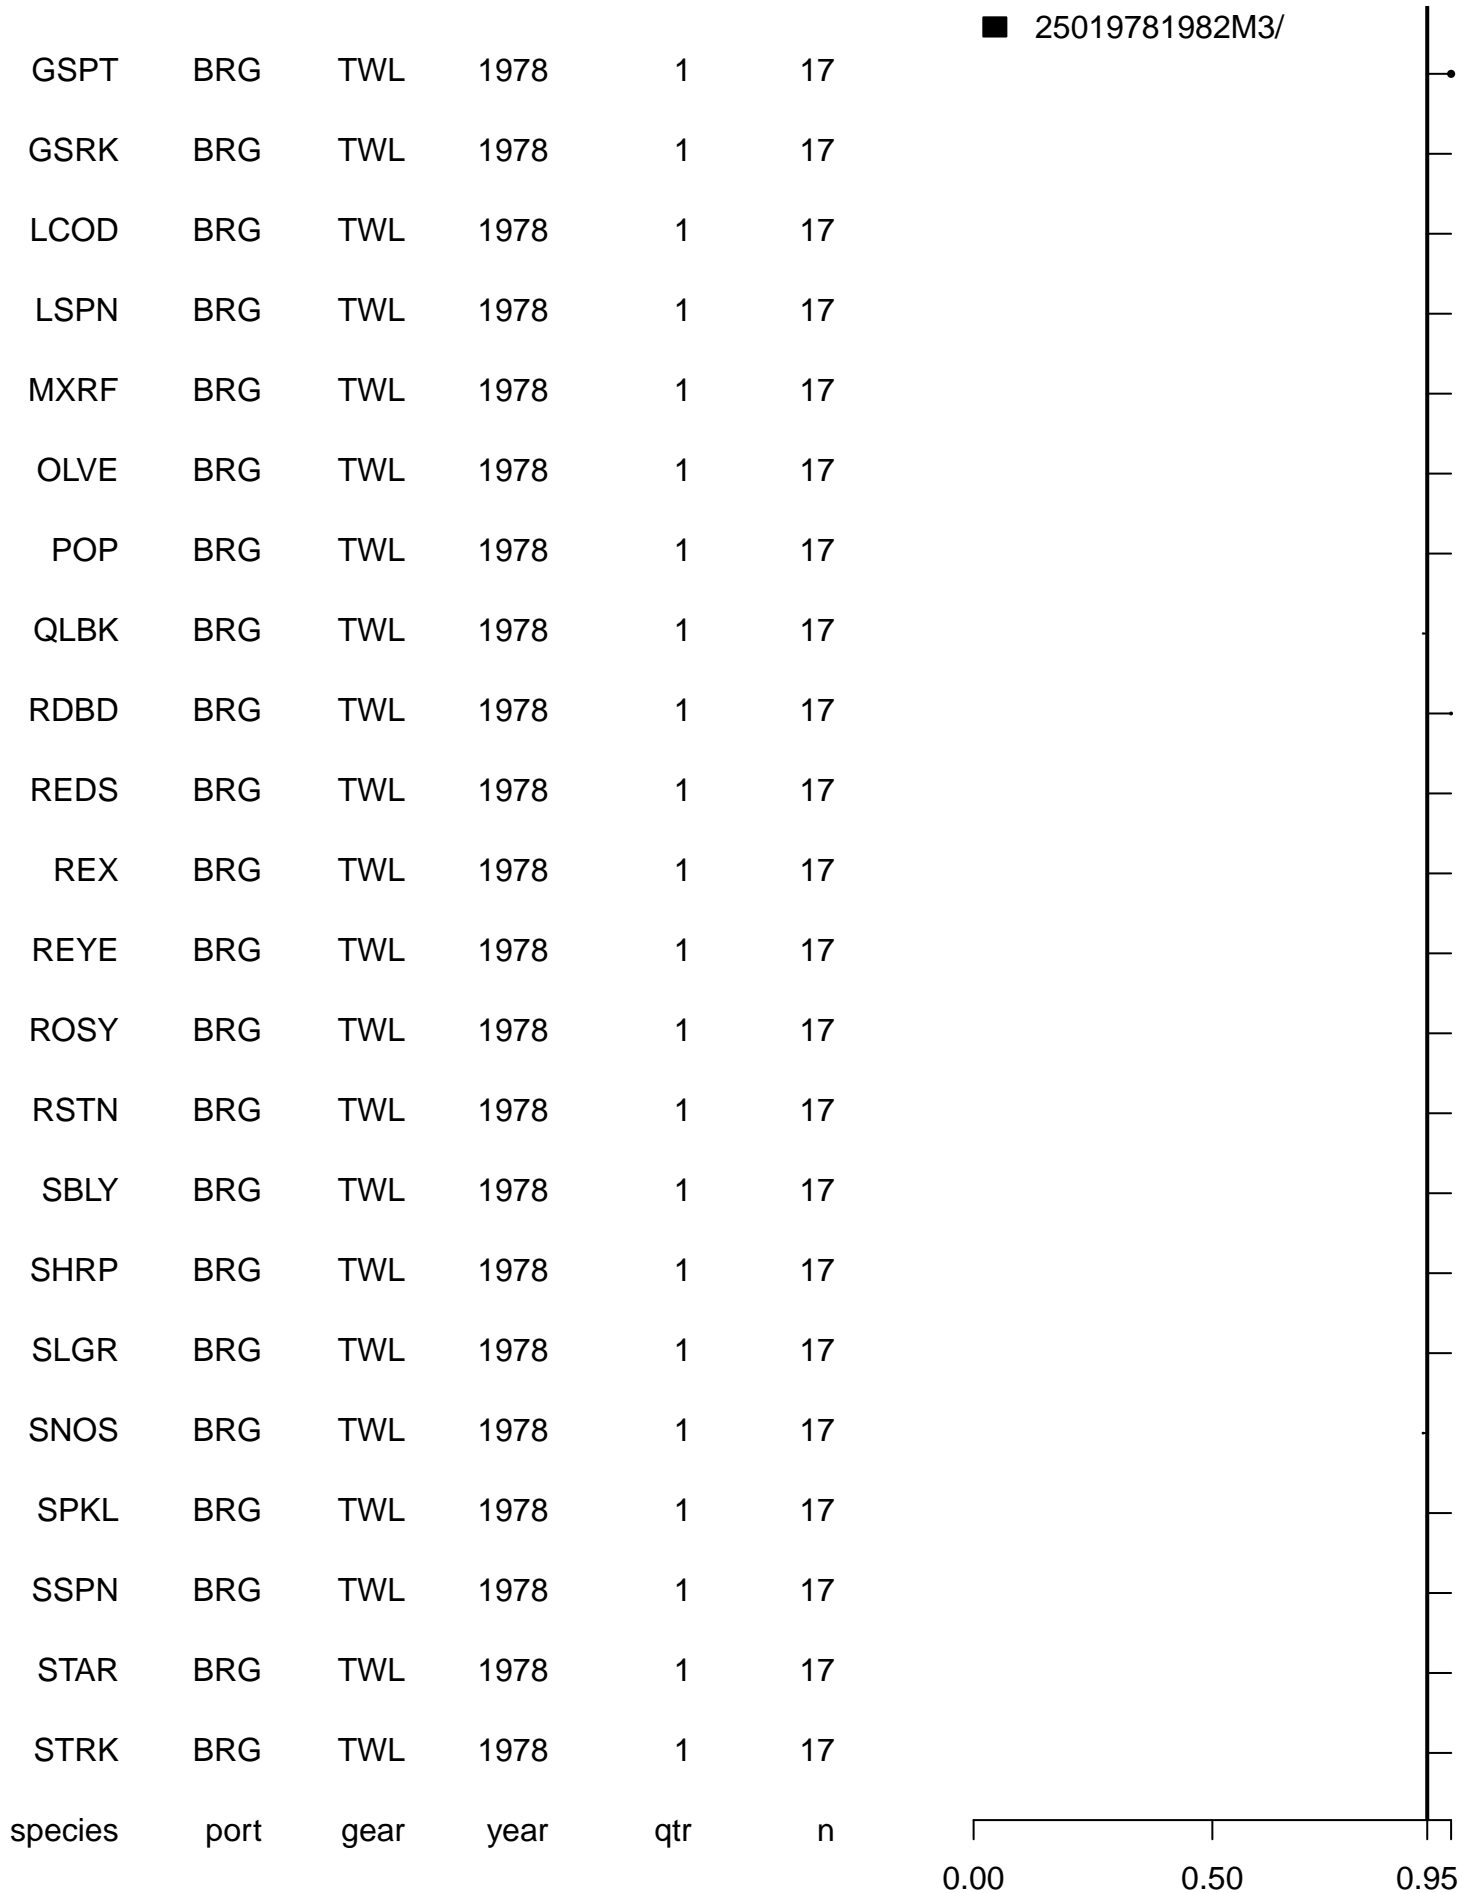 25019781982M3/
GSPT BRG TWL 1978 1 17
GSRK BRG TWL 1978 1 17
LCOD BRG TWL 1978 1 17
LSPN BRG TWL 1978 1 17
MXRF BRG TWL 1978 1 17
OLVE BRG TWL 1978 1 17
POP BRG TWL 1978 1 17
QLBK BRG TWL 1978 1 17
RDBD BRG TWL 1978 1 17
REDS BRG TWL 1978 1 17
REX BRG TWL 1978 1 17
REYE BRG TWL 1978 1 17
ROSY BRG TWL 1978 1 17
RSTN BRG TWL 1978 1 17
SBLY BRG TWL 1978 1 17
SHRP BRG TWL 1978 1 17
SLGR BRG TWL 1978 1 17
SNOS BRG TWL 1978 1 17
SPKL BRG TWL 1978 1 17
SSPN BRG TWL 1978 1 17
STAR BRG TWL 1978 1 17
STRK BRG TWL 1978 1 17
species port gear year qtr n
0.00 0.50 0.95